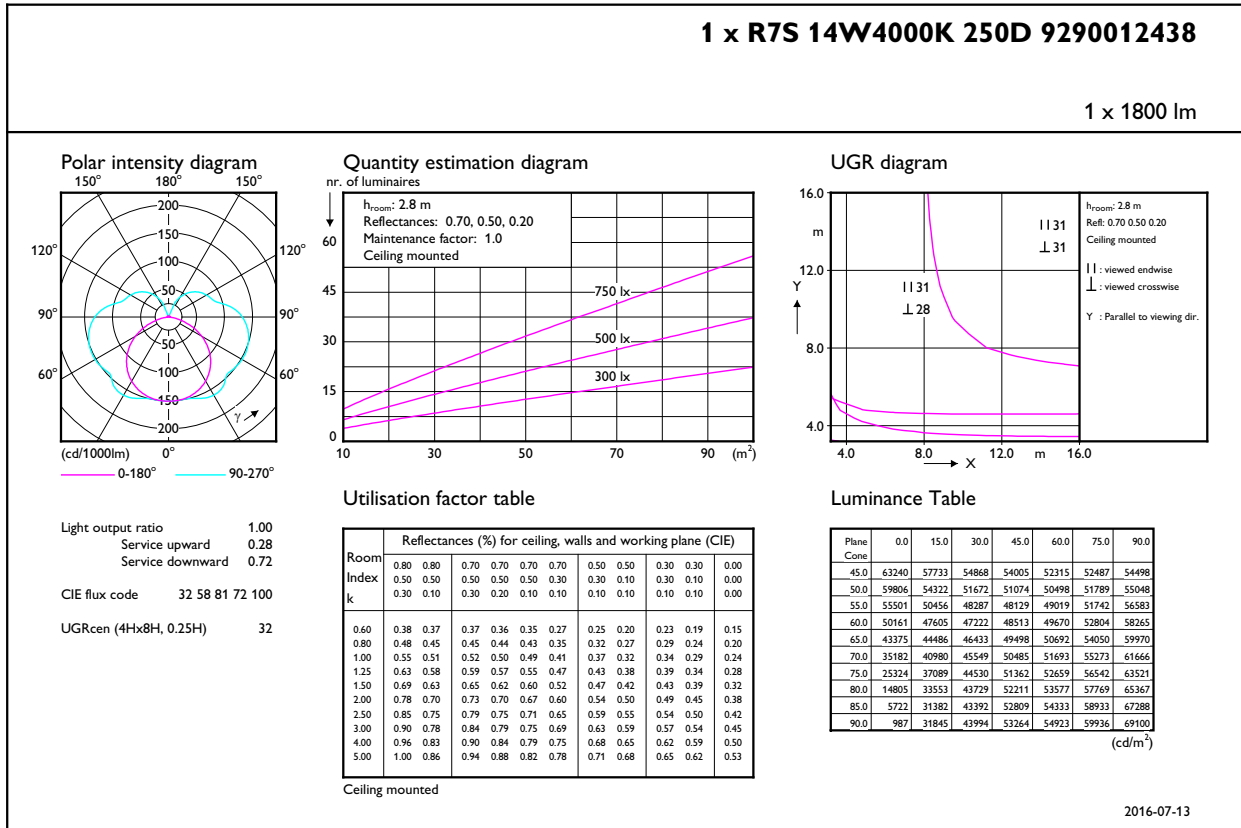 1 x R7S 14W4000K 250D 9290012438
1 x 1800 lm
Polar intensity diagram
150° 180° 150°
200
150
120° 120°
100
50
90° 90°
50
60° 100 60°
150
γ
200
(cd/1000lm) 0°
0-180° 90-270°
Light output ratio 1.00
Service upward 0.28
Service downward 0.72
CIE flux code 32 58 81 72 100
UGRcen (4Hx8H, 0.25H) 32
Quantity estimation diagram
nr. of luminaires
hroom: 2.8 m
Reflectances: 0.70, 0.50, 0.20
Maintenance factor: 1.0
Ceiling mounted
60
45
750 lx
30
500 lx
300 lx
15
0
10 30 50 70 90 (m²)
UGR diagram
16.0
m
12.0
Y
8.0
4.0
4.0 8.0 12.0 m 16.0
X
|| 31
⊥ 31
|| 31
⊥ 28
hroom: 2.8 m
Refl: 0.70 0.50 0.20
Ceiling mounted
|| : viewed endwise
⊥ : viewed crosswise
Y : Parallel to viewing dir.
Utilisation factor table
Reflectances (%) for ceiling, walls and working plane (CIE)
Room 0.80 0.80 0.70 0.70 0.70 0.70 0.50 0.50 0.30 0.30 0.00
Index 0.50 0.50 0.50 0.50 0.50 0.30 0.30 0.10 0.30 0.10 0.00
k 0.30 0.10 0.30 0.20 0.10 0.10 0.10 0.10 0.10 0.10 0.00
0.60 0.38 0.37 0.37 0.36 0.35 0.27 0.25 0.20 0.23 0.19 0.15
0.80 0.48 0.45 0.45 0.44 0.43 0.35 0.32 0.27 0.29 0.24 0.20
1.00 0.55 0.51 0.52 0.50 0.49 0.41 0.37 0.32 0.34 0.29 0.24
1.25 0.63 0.58 0.59 0.57 0.55 0.47 0.43 0.38 0.39 0.34 0.28
1.50 0.69 0.63 0.65 0.62 0.60 0.52 0.47 0.42 0.43 0.39 0.32
2.00 0.78 0.70 0.73 0.70 0.67 0.60 0.54 0.50 0.49 0.45 0.38
2.50 0.85 0.75 0.79 0.75 0.71 0.65 0.59 0.55 0.54 0.50 0.42
3.00 0.90 0.78 0.84 0.79 0.75 0.69 0.63 0.59 0.57 0.54 0.45
4.00 0.96 0.83 0.90 0.84 0.79 0.75 0.68 0.65 0.62 0.59 0.50
5.00 1.00 0.86 0.94 0.88 0.82 0.78 0.71 0.68 0.65 0.62 0.53
Ceiling mounted
Luminance Table
Plane 0.0 15.0 30.0 45.0 60.0 75.0 90.0
Cone
45.0 63240 57733 54868 54005 52315 52487 54498
50.0 59806 54322 51672 51074 50498 51789 55048
55.0 55501 50456 48287 48129 49019 51742 56583
60.0 50161 47605 47222 48513 49670 52804 58265
65.0 43375 44486 46433 49498 50692 54050 59970
70.0 35182 40980 45549 50485 51693 55273 61666
75.0 25324 37089 44530 51362 52659 56542 63521
80.0 14805 33553 43729 52211 53577 57769 65367
85.0 5722 31382 43392 52809 54333 58933 67288
90.0 987 31845 43994 53264 54923 59936 69100
(cd/m²)
2016-07-13